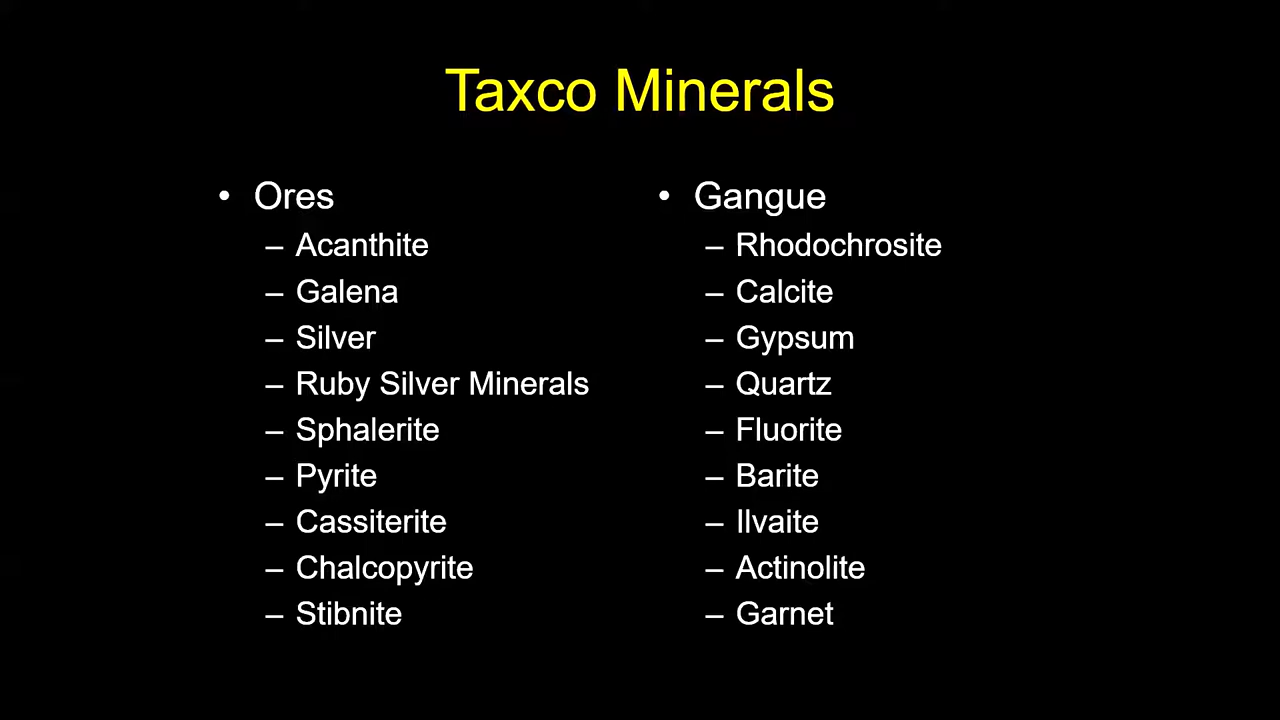 Taxco Minerals
• Ores
– Acanthite
– Galena
– Silver
– Ruby Silver Minerals
– Sphalerite
– Pyrite
– Cassiterite
– Chalcopyrite
– Stibnite
• Gangue
– Rhodochrosite
– Calcite
– Gypsum
– Quartz
– Fluorite
– Barite
– Ilvaite
– Actinolite
– Garnet